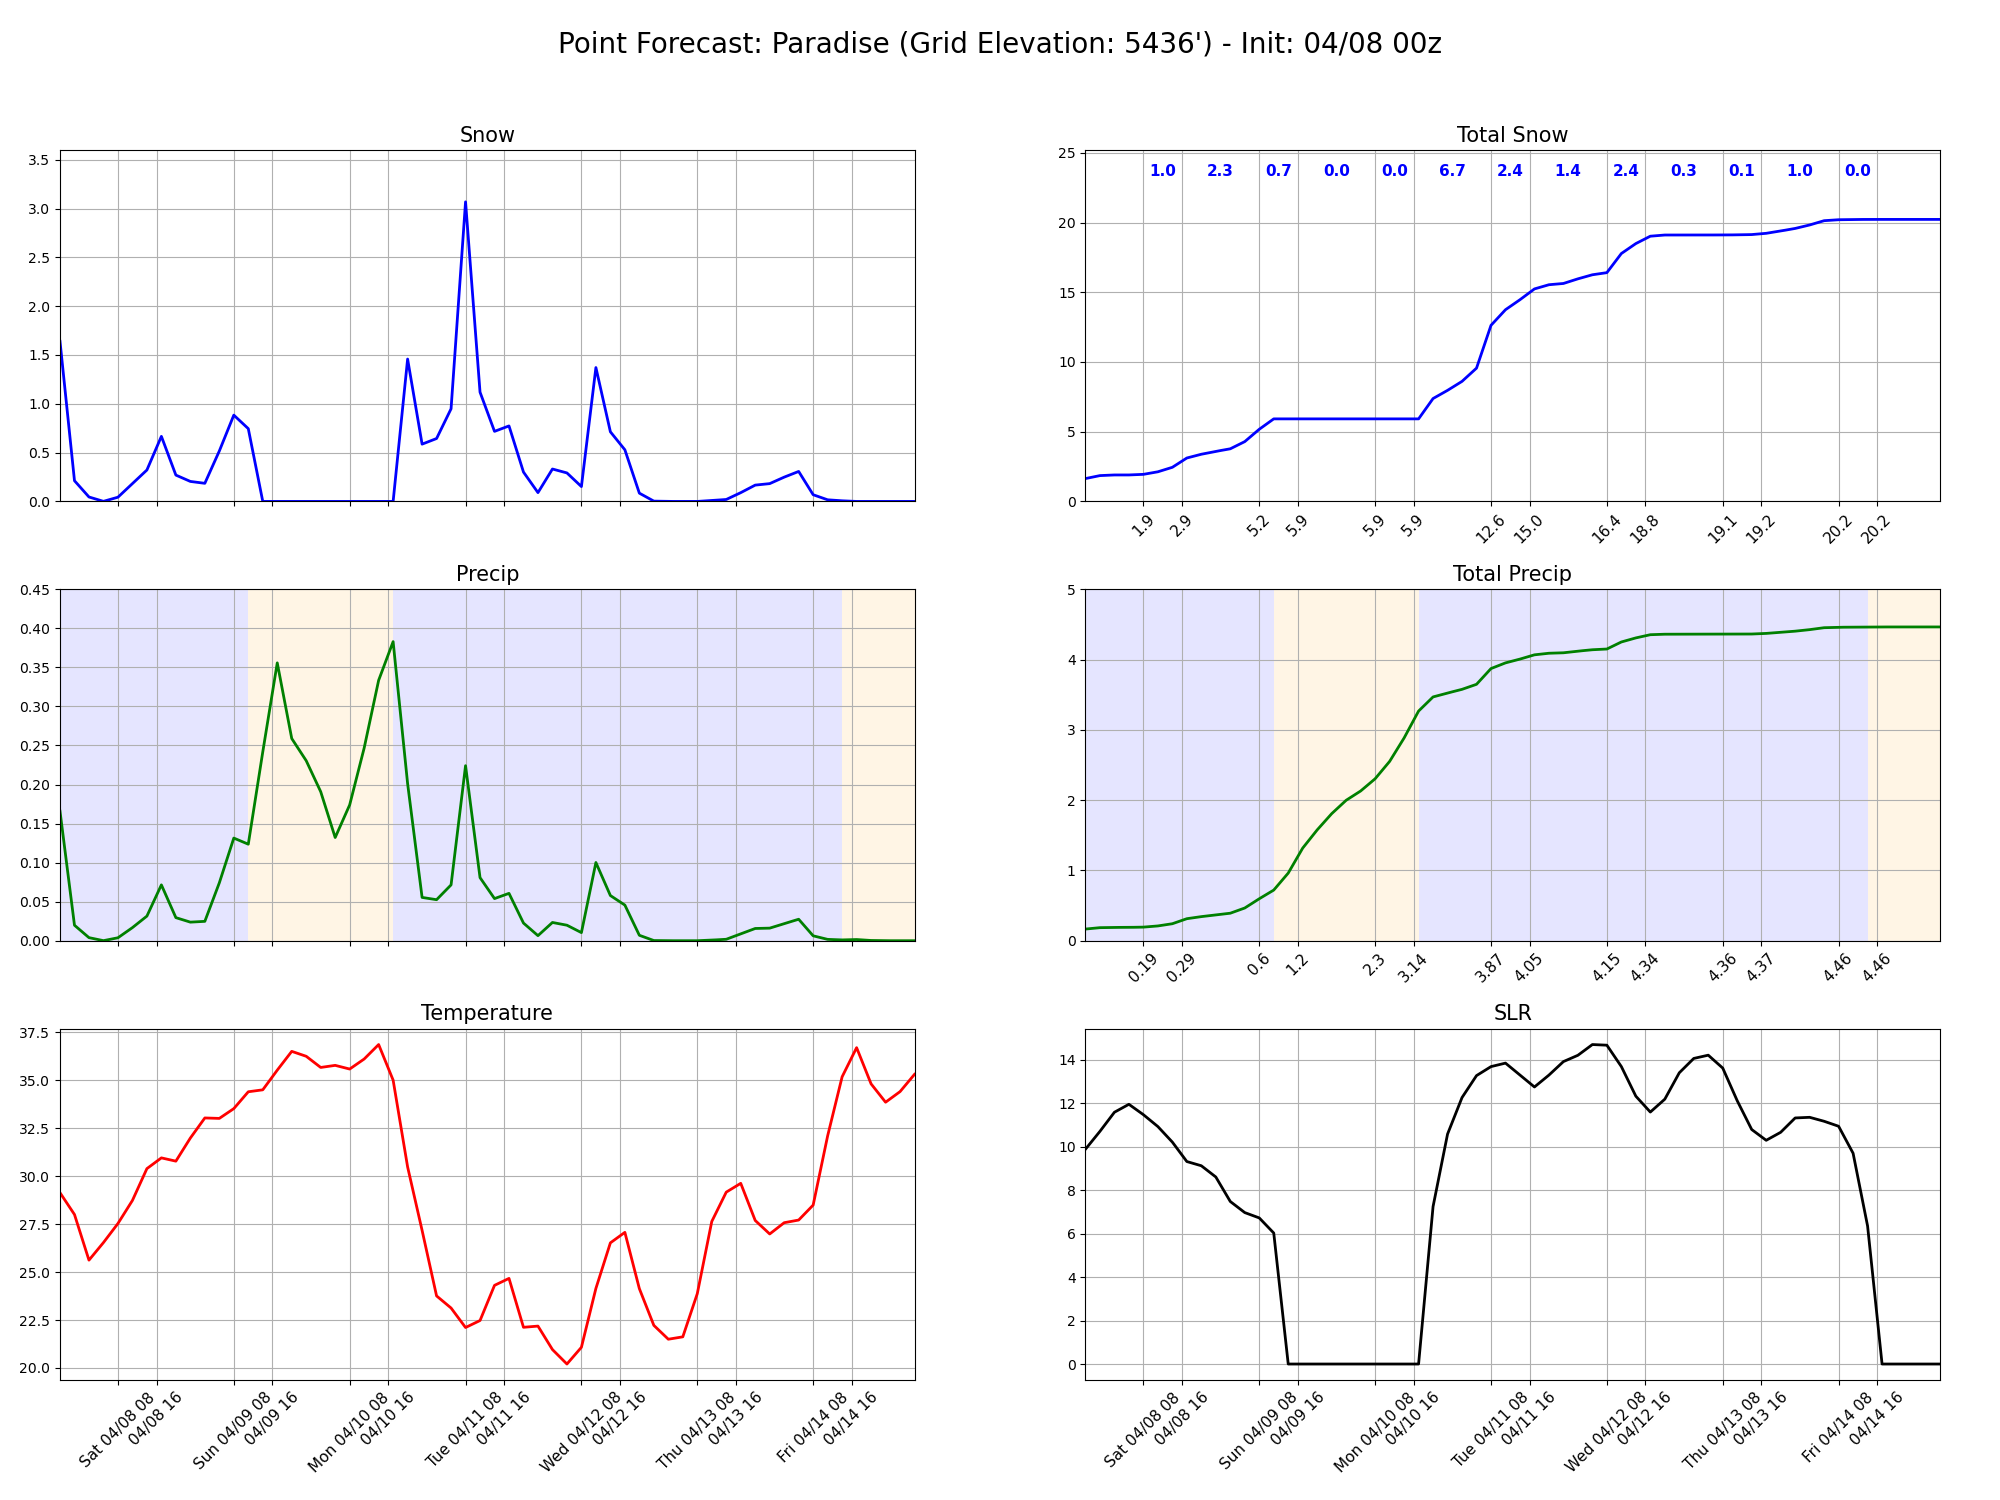 Point Forecast: Paradise (Grid Elevation: 5436') - Init: 04/08 00z
Snow
3.5
3.0
2.5
2.0
1.5
1.0
0.5
0.0
Total Snow
25
20
15
10
5
0
1.0 2.3 0.7 0.0 0.0 6.7 2.4 1.4 2.4 0.3 0.1 1.0 0.0
1.9 2.9 5.2 5.9 5.9 5.9 12.6 15.0 16.4 18.8 19.1 19.2 20.2 20.2
Precip
0.45
0.40
0.35
0.30
0.25
0.20
0.15
0.10
0.05
0.00
Total Precip
5
4
3
2
1
0
0.19 0.29 0.6 1.2 2.3 3.14 3.87 4.05 4.15 4.34 4.36 4.37 4.46 4.46
Temperature
37.5
35.0
32.5
30.0
27.5
25.0
22.5
20.0
Sat 04/08 08
04/08 16
Sun 04/09 08
04/09 16
Mon 04/10 08
04/10 16
Tue 04/11 08
04/11 16
Wed 04/12 08
04/12 16
Thu 04/13 08
04/13 16
Fri 04/14 08
04/14 16
SLR
14
12
10
8
6
4
2
0
Sat 04/08 08
04/08 16
Sun 04/09 08
04/09 16
Mon 04/10 08
04/10 16
Tue 04/11 08
04/11 16
Wed 04/12 08
04/12 16
Thu 04/13 08
04/13 16
Fri 04/14 08
04/14 16